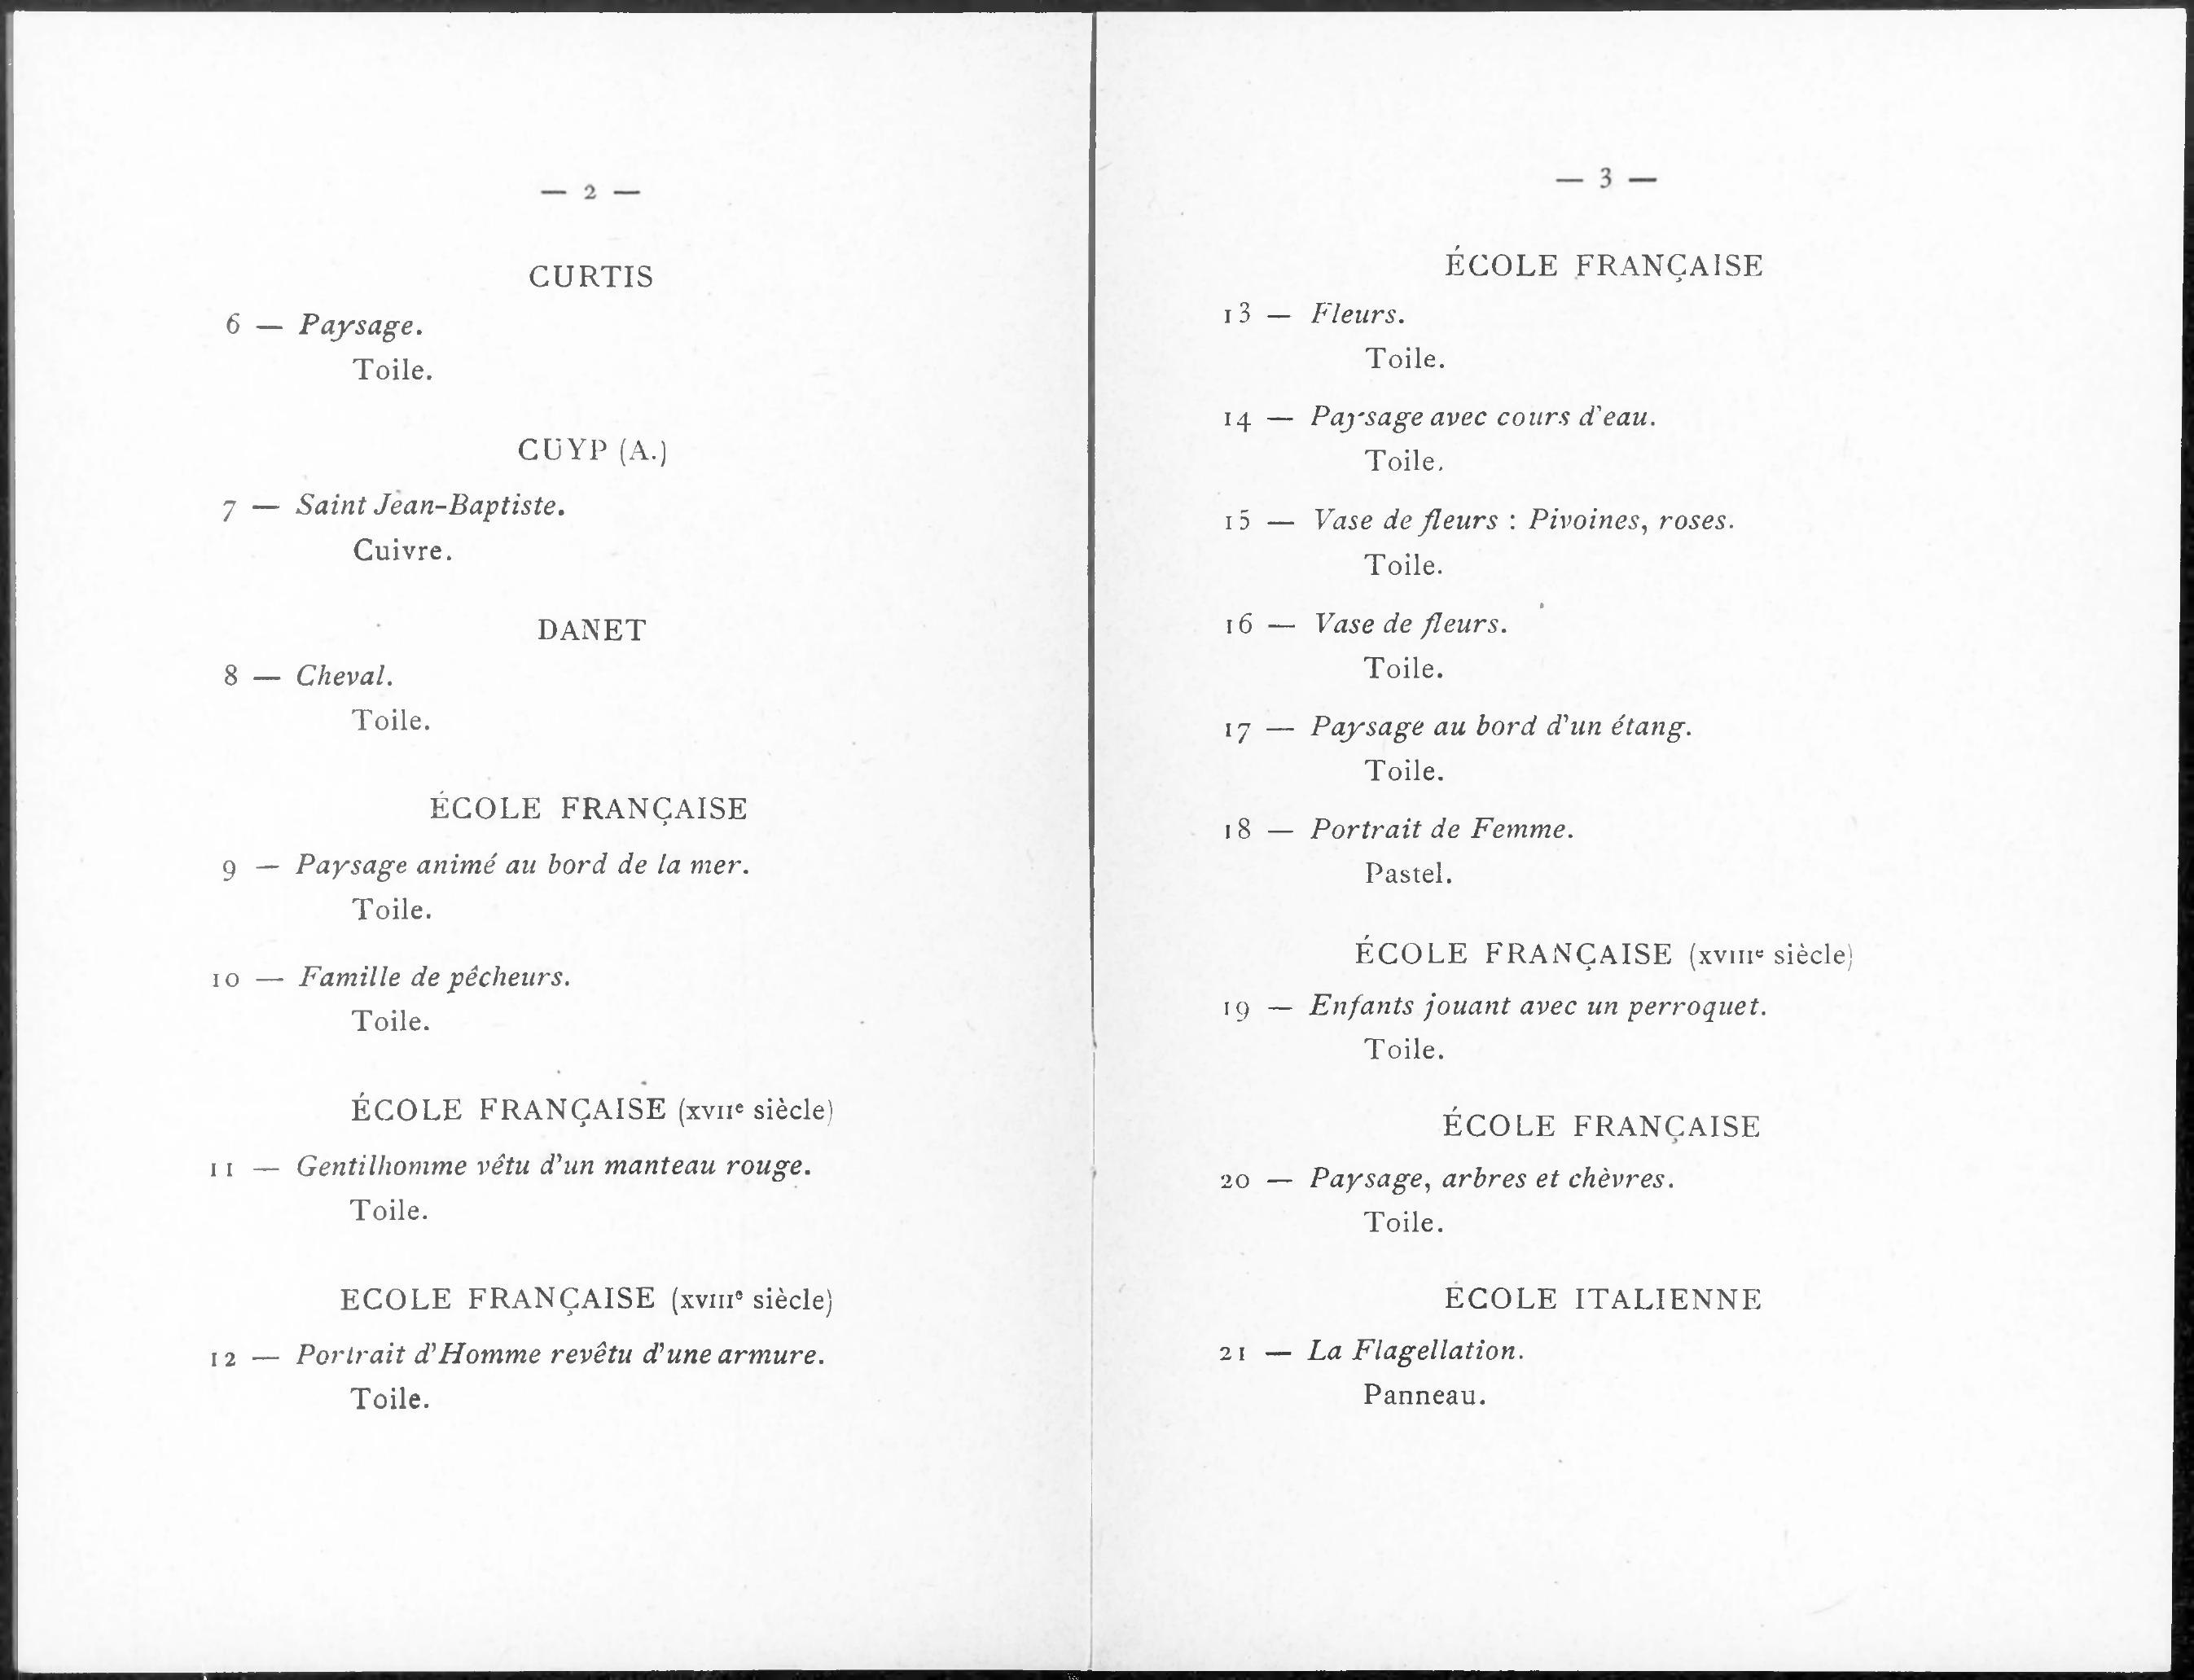 — 2 —
CURTIS
6 — Paysage.
Toile.
CUYP (A.)
7 — Saint Jean-Baptiste.
Cuivre.
DANET
8 — Cheval.
Toile.
ÉCOLE FRANÇAISE
9 — Paysage animé au bord de la mer.
Toile.
10 — Famille de pêcheurs.
Toile.
ÉCOLE FRANÇAISE (XVIIe siècle)
11 — Gentilhomme vêtu d'un manteau rouge.
Toile.
ECOLE FRANÇAISE (XVIIIe siècle)
12 — Portrait d'Homme revêtu d'une armure.
Toile.
— 3 —
ÉCOLE FRANÇAISE
13 — Fleurs.
Toile.
14 — Paysage avec cours d'eau.
Toile.
15 — Vase de fleurs : Pivoines, roses.
Toile.
16 — Vase de fleurs.
Toile.
17 — Paysage au bord d'un étang.
Toile.
18 — Portrait de Femme.
Pastel.
ÉCOLE FRANÇAISE (XVIIIe siècle)
19 — Enfants jouant avec un perroquet.
Toile.
ÉCOLE FRANÇAISE
20 — Paysage, arbres et chèvres.
Toile.
ÉCOLE ITALIENNE
21 — La Flagellation.
Panneau.